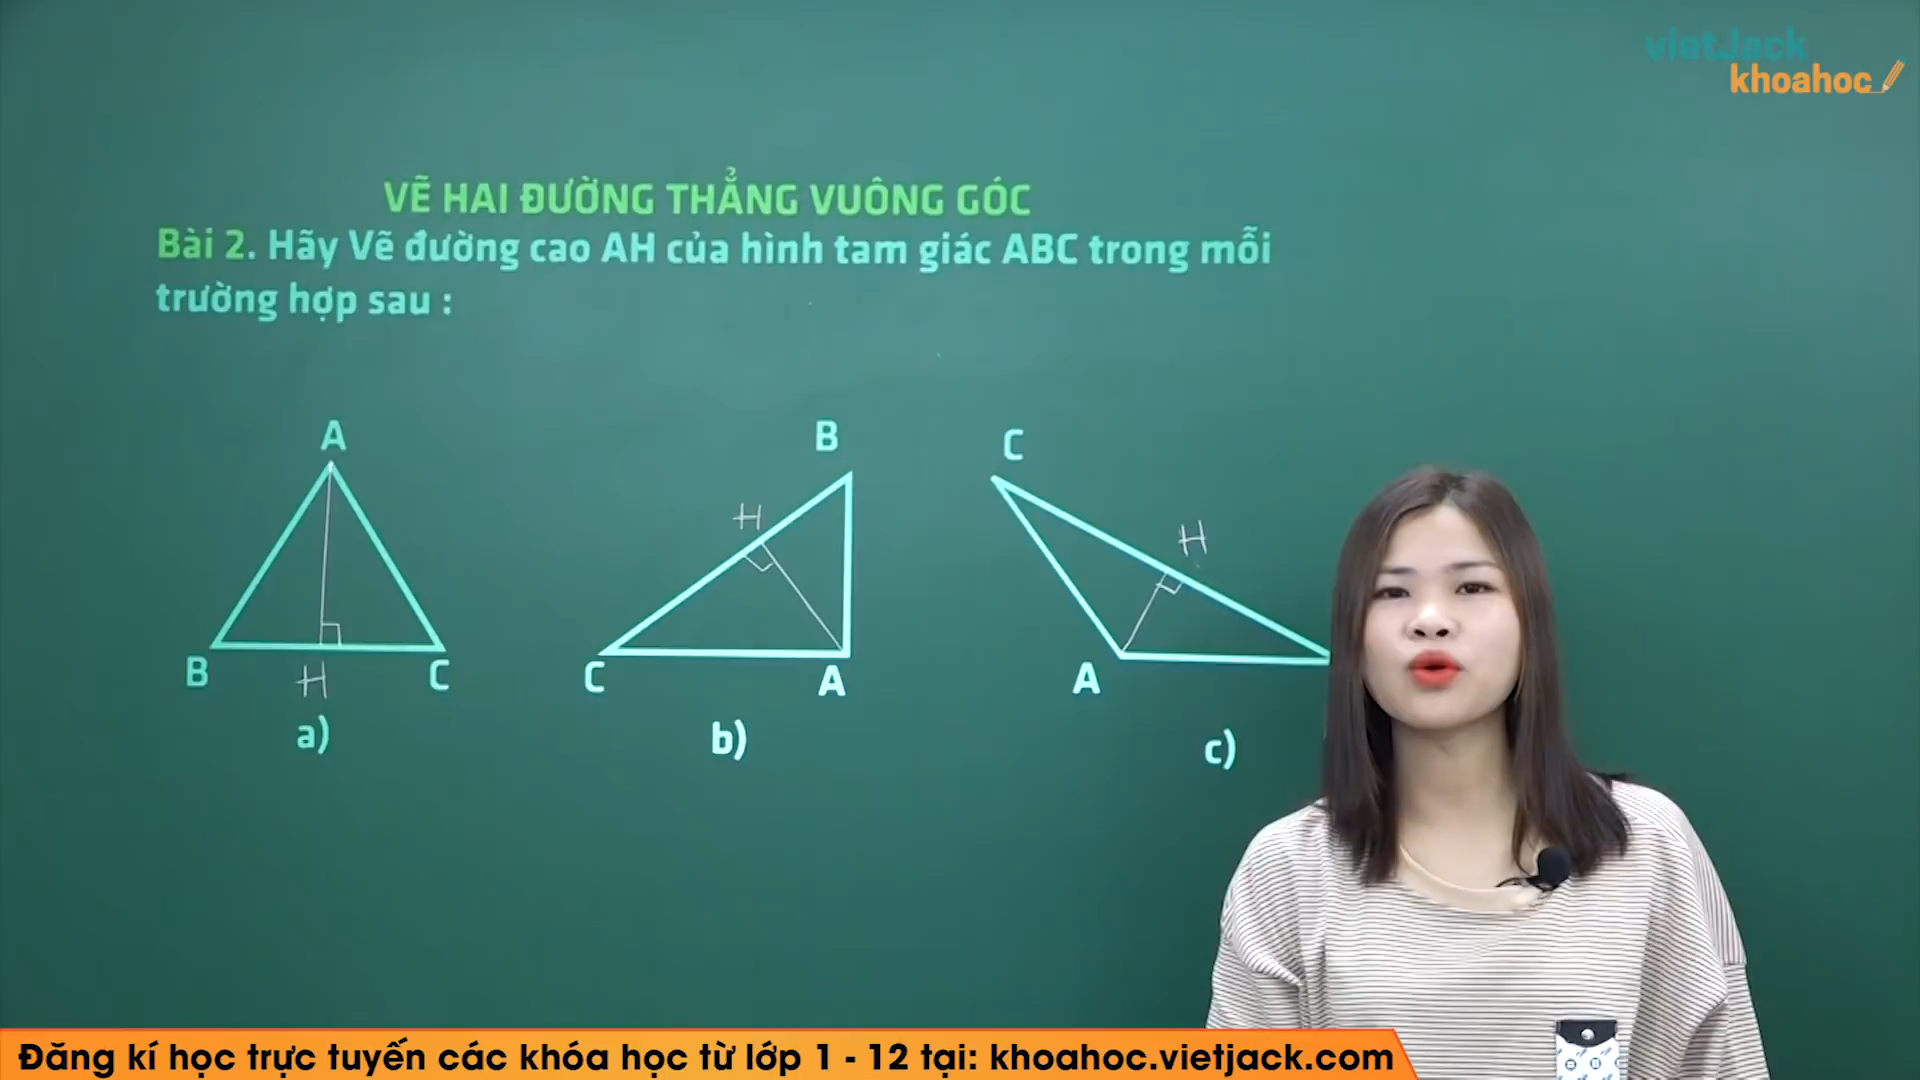 vietJack
khoahoc
VẼ HAI ĐƯỜNG THẲNG VUÔNG GÓC
Bài 2. Hãy Vẽ đường cao AH của hình tam giác ABC trong mỗi
trường hợp sau :
A
B
C
H
a)
B
H
C
A
b)
C
H
A
c)
Đăng kí học trực tuyến các khóa học từ lớp 1 - 12 tại: khoahoc.vietjack.com